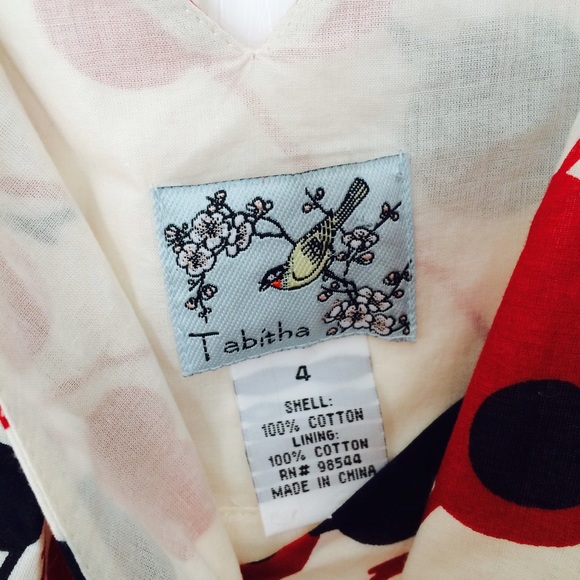 Tabitha
4
SHELL:
100% COTTON
LINING:
100% COTTON
RN# 98544
MADE IN CHINA